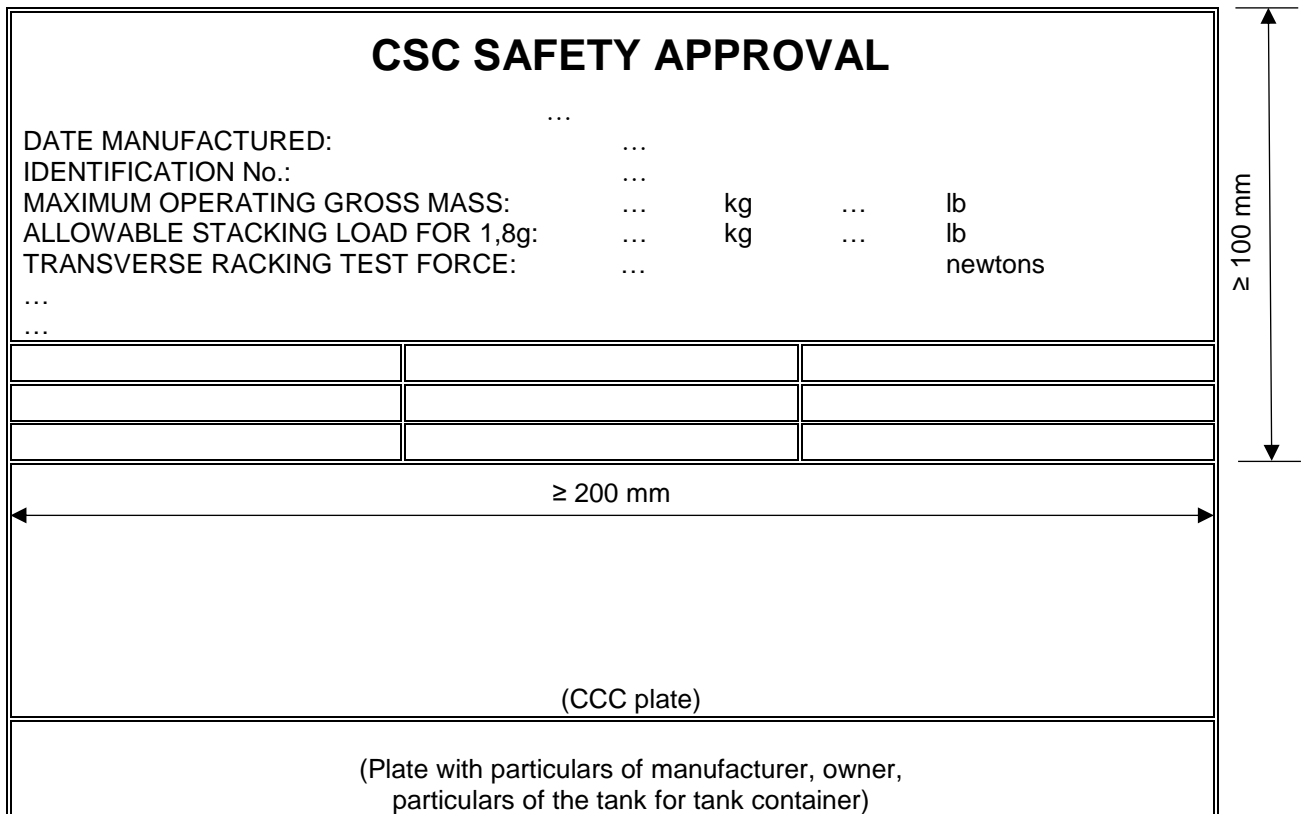 CSC SAFETY APPROVAL
…
DATE MANUFACTURED: …
IDENTIFICATION No.: …
MAXIMUM OPERATING GROSS MASS: … kg … lb
ALLOWABLE STACKING LOAD FOR 1,8g: … kg … lb
TRANSVERSE RACKING TEST FORCE: … newtons
…
…
≥ 100 mm
≥ 200 mm
(CCC plate)
(Plate with particulars of manufacturer, owner,
particulars of the tank for tank container)